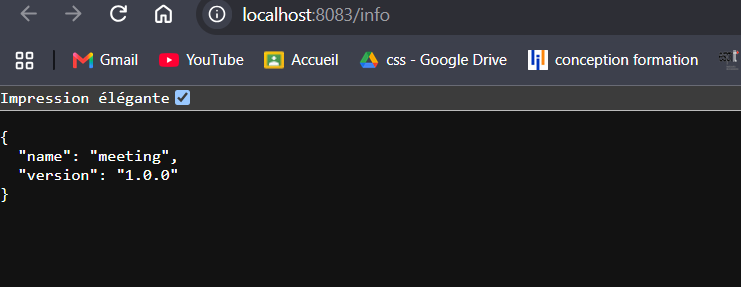 localhost:8083/info
Gmail YouTube Accueil css - Google Drive conception formation
Impression élégante
{
"name": "meeting",
"version": "1.0.0"
}